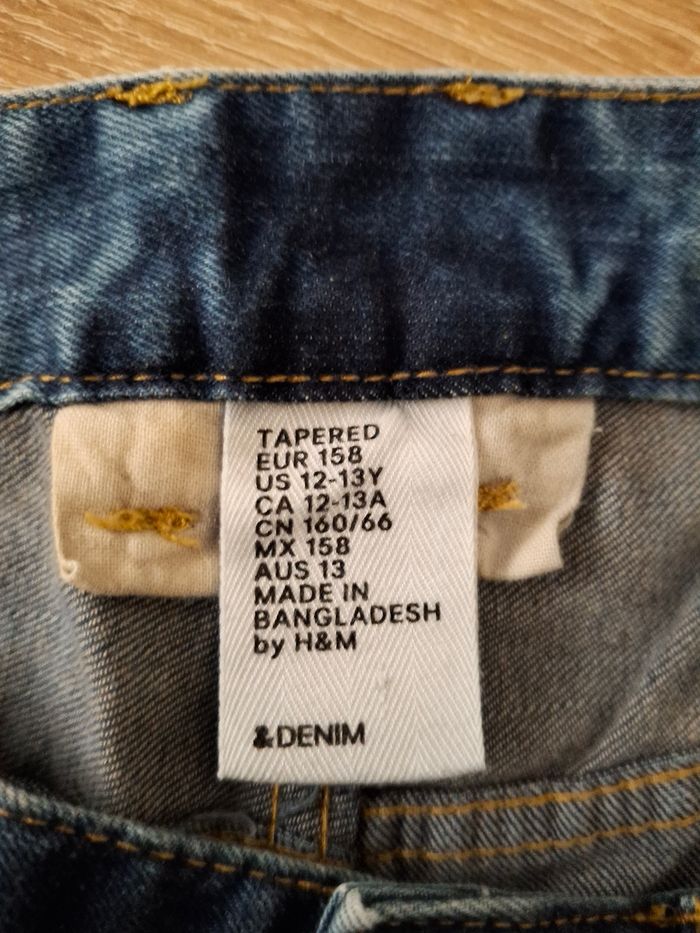 TAPERED
EUR 158
US 12-13Y
CA 12-13A
CN 160/66
MX 158
AUS 13
MADE IN
BANGLADESH
by H&M
&DENIM